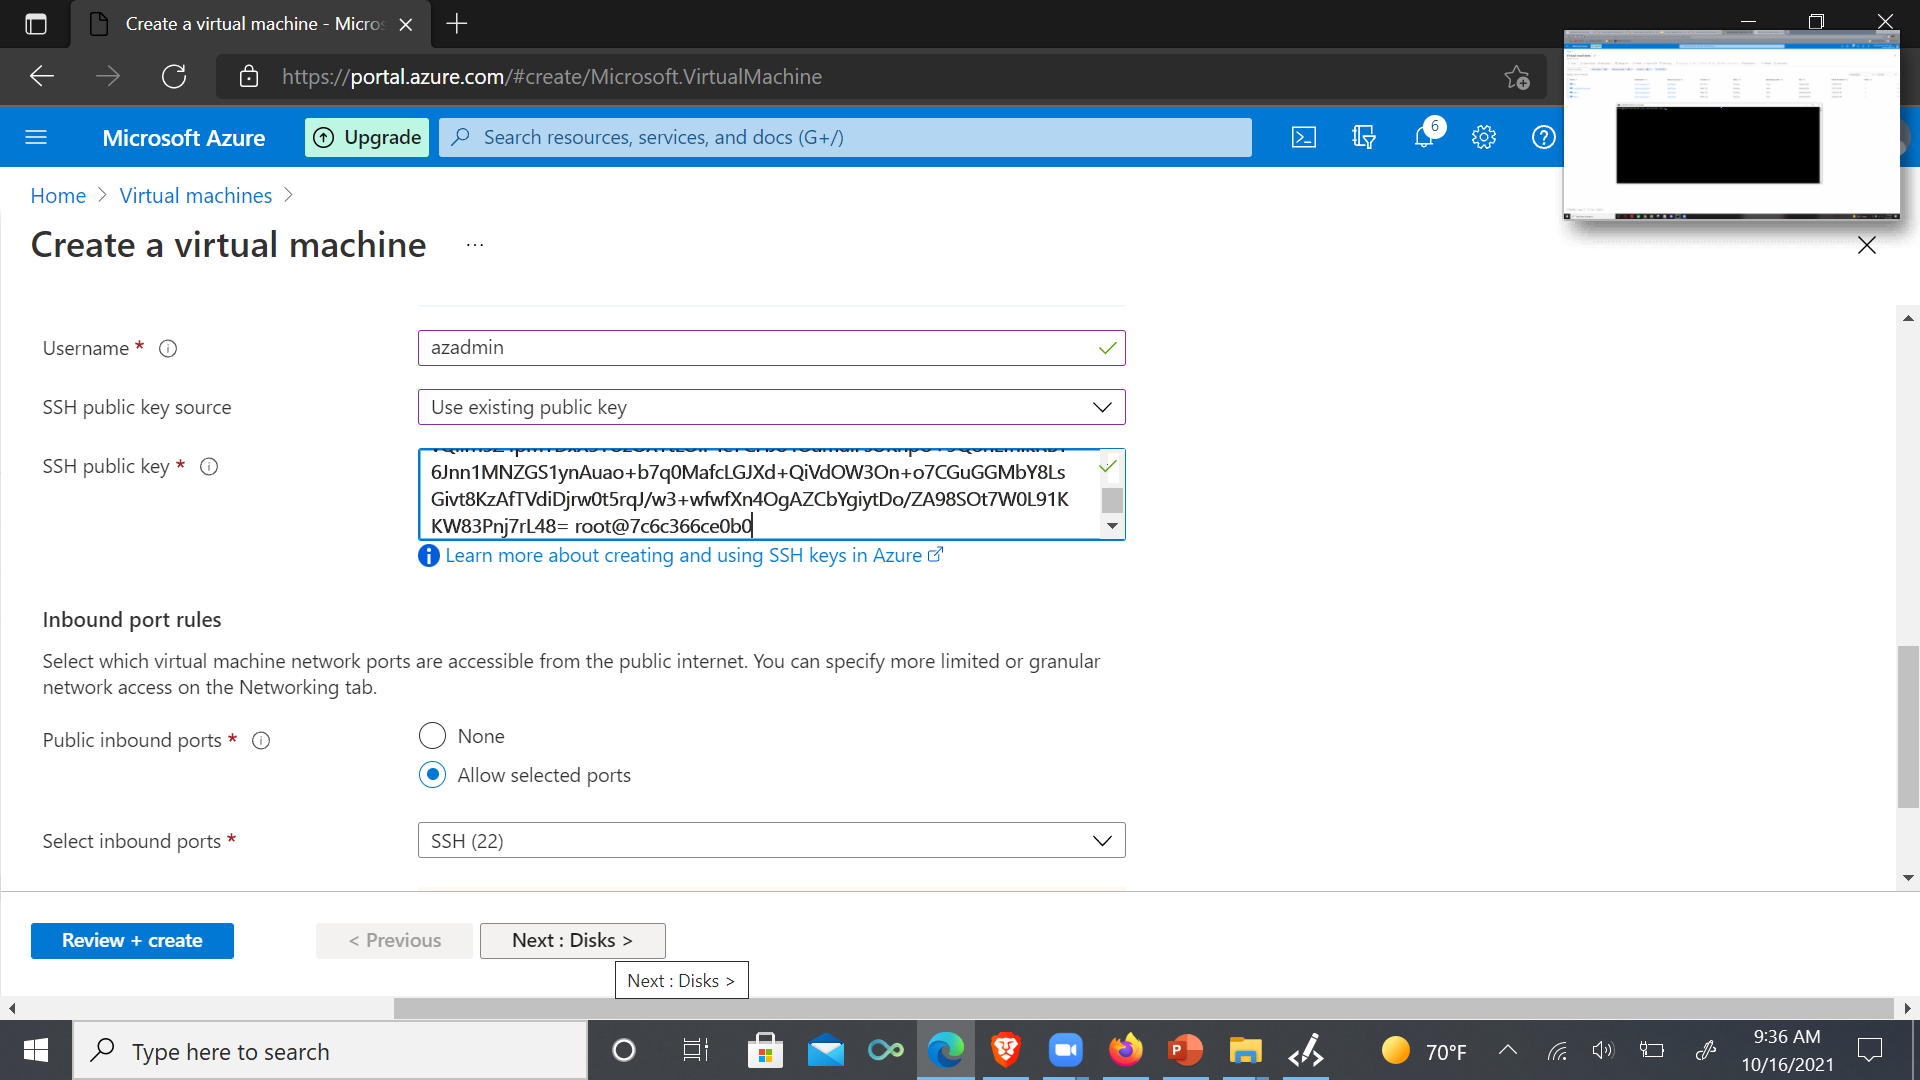 Create a virtual machine - Micros
https://portal.azure.com/#create/Microsoft.VirtualMachine
Microsoft Azure
Upgrade
Search resources, services, and docs (G+/)
6
Home > Virtual machines >
Create a virtual machine ...
Username *
azadmin
SSH public key source
Use existing public key
SSH public key *
6Jnn1MNZGS1ynAuao+b7q0MafcLGJXd+QiVdOW3On+o7CGuGGMbY8Ls
Givt8KzAfTVdiDjrw0t5rqJ/w3+wfwfXn4OgAZCbYgiytDo/ZA98SOt7W0L91K
KW83Pnj7rL48= root@7c6c366ce0b0
Learn more about creating and using SSH keys in Azure
Inbound port rules
Select which virtual machine network ports are accessible from the public internet. You can specify more limited or granular
network access on the Networking tab.
Public inbound ports *
None
Allow selected ports
Select inbound ports *
SSH (22)
Review + create
< Previous
Next : Disks >
Next : Disks >
Type here to search
70°F
9:36 AM
10/16/2021